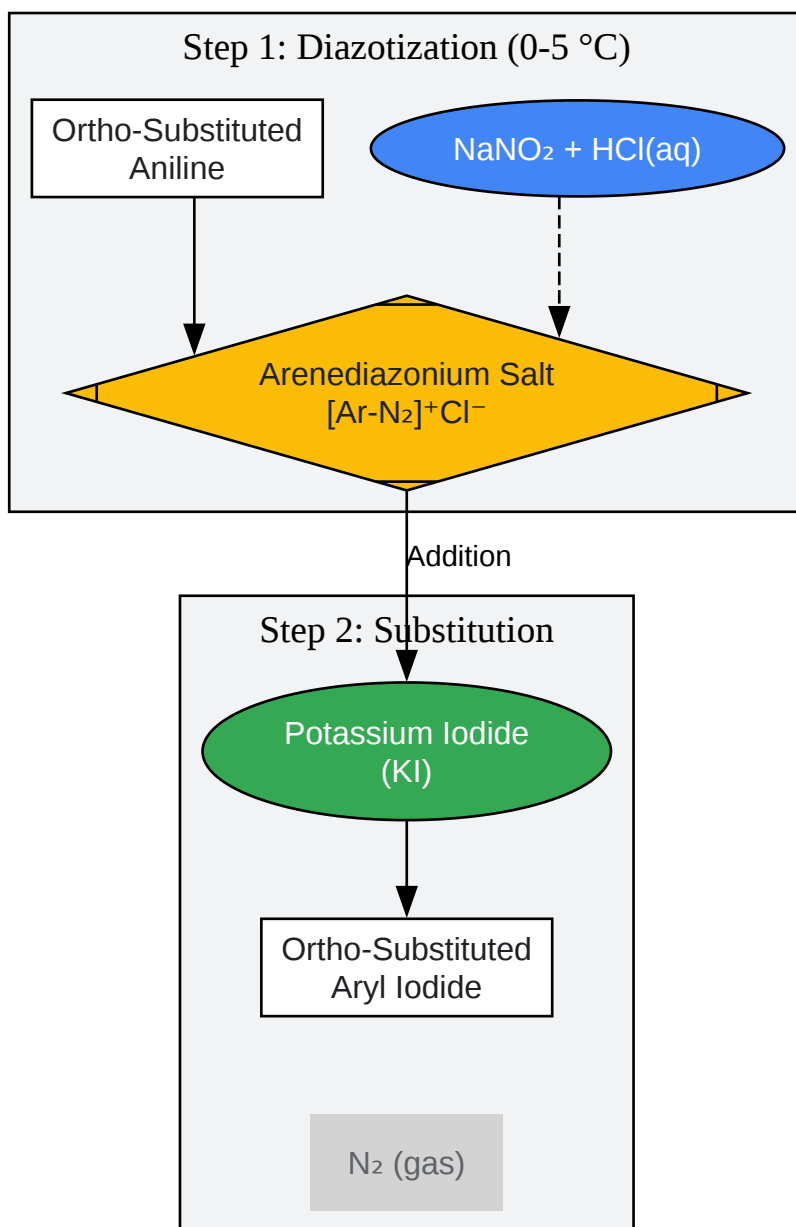 Step 1: Diazotization (0-5 °C)
Ortho-Substituted
Aniline
NaNO₂ + HCl(aq)
Arenediazonium Salt
[Ar-N₂]⁺Cl⁻
Addition
Step 2: Substitution
Potassium Iodide
(KI)
Ortho-Substituted
Aryl Iodide
N₂ (gas)